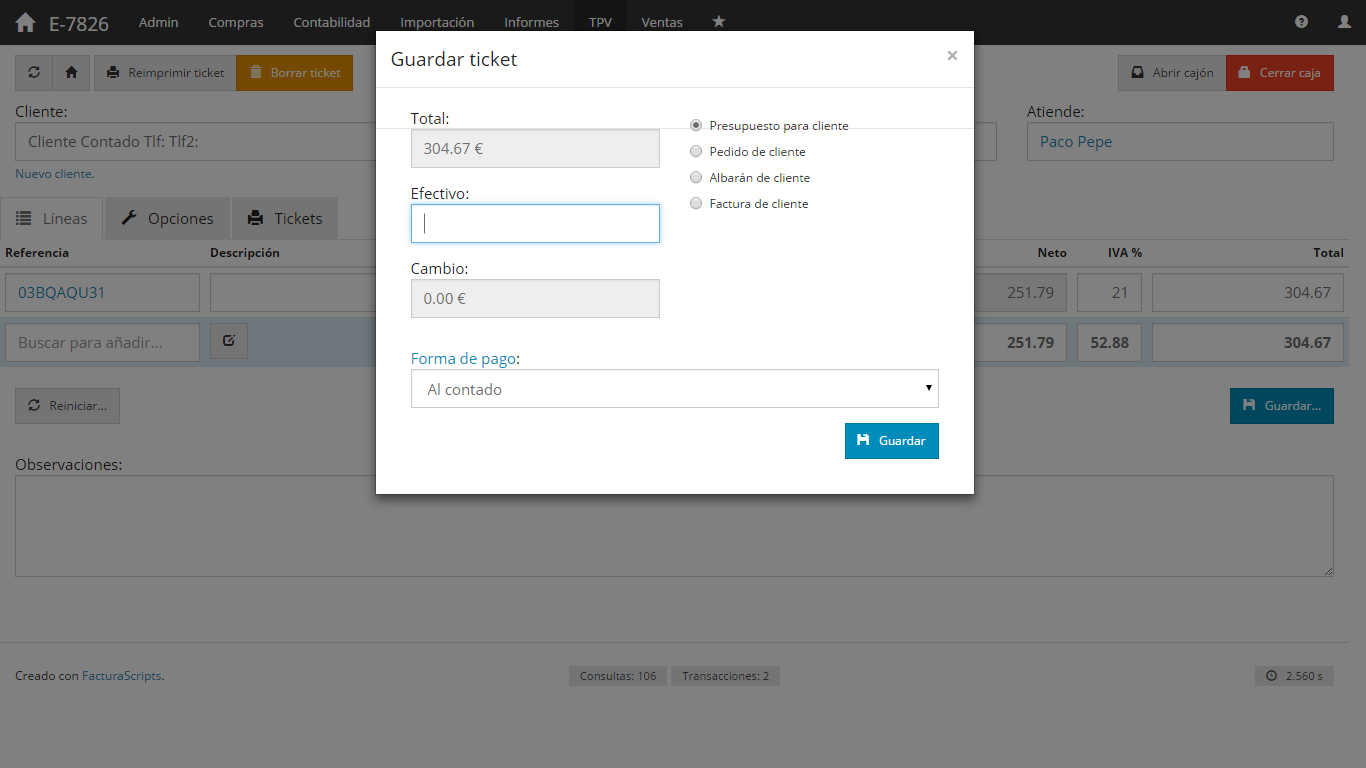 E-7826 Admin Compras Contabilidad Importación Informes TPV Ventas
Guardar ticket ×
Reimprimir ticket Borrar ticket Abrir cajón Cerrar caja
Cliente: Atiende:
Cliente Contado Tlf: Tlf2: Paco Pepe
Nuevo cliente.
Total:
304.67 €
Efectivo:
Cambio:
0.00 €
Presupuesto para cliente
Pedido de cliente
Albarán de cliente
Factura de cliente
Forma de pago:
Al contado
Guardar
Líneas Opciones Tickets
Referencia Descripción Neto IVA % Total
03BQAQU31 251.79 21 304.67
Buscar para añadir... 251.79 52.88 304.67
Reiniciar... Guardar...
Observaciones:
Creado con FacturaScripts. Consultas: 106 Transacciones: 2 2.560 s